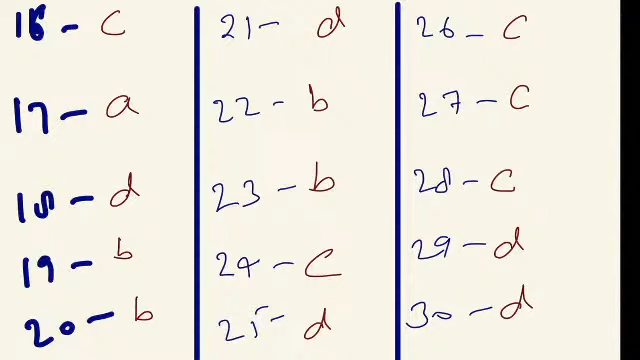 16 - c
17 - a
18 - d
19 - b
20 - b
21 - d
22 - b
23 - b
24 - c
25 - d
26 - c
27 - c
28 - c
29 - d
30 - d